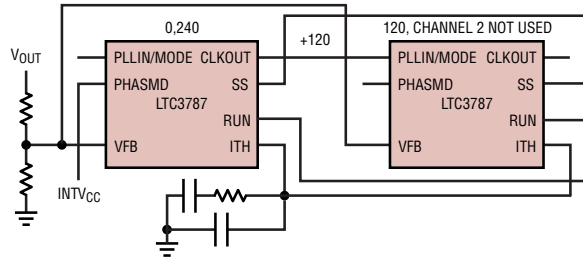 0,240
120, CHANNEL 2 NOT USED
+120
VOUT
PLLIN/MODE CLKOUT
PHASMD SS
LTC3787
RUN
VFB ITH
INTVCC
PLLIN/MODE CLKOUT
PHASMD SS
LTC3787
RUN
VFB ITH